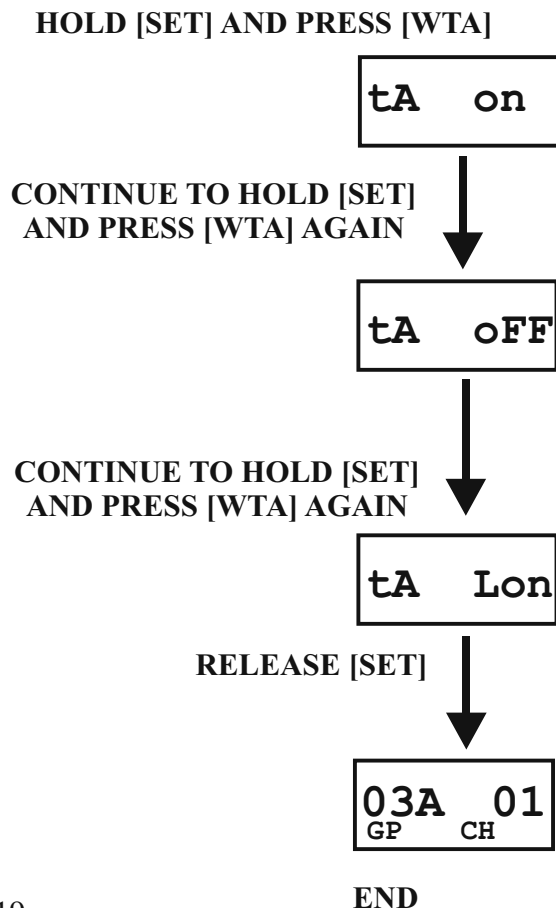 HOLD [SET] AND PRESS [WTA]
tA on
CONTINUE TO HOLD [SET]
AND PRESS [WTA] AGAIN
tA oFF
CONTINUE TO HOLD [SET]
AND PRESS [WTA] AGAIN
tA Lon
RELEASE [SET]
03A 01
GP CH
END